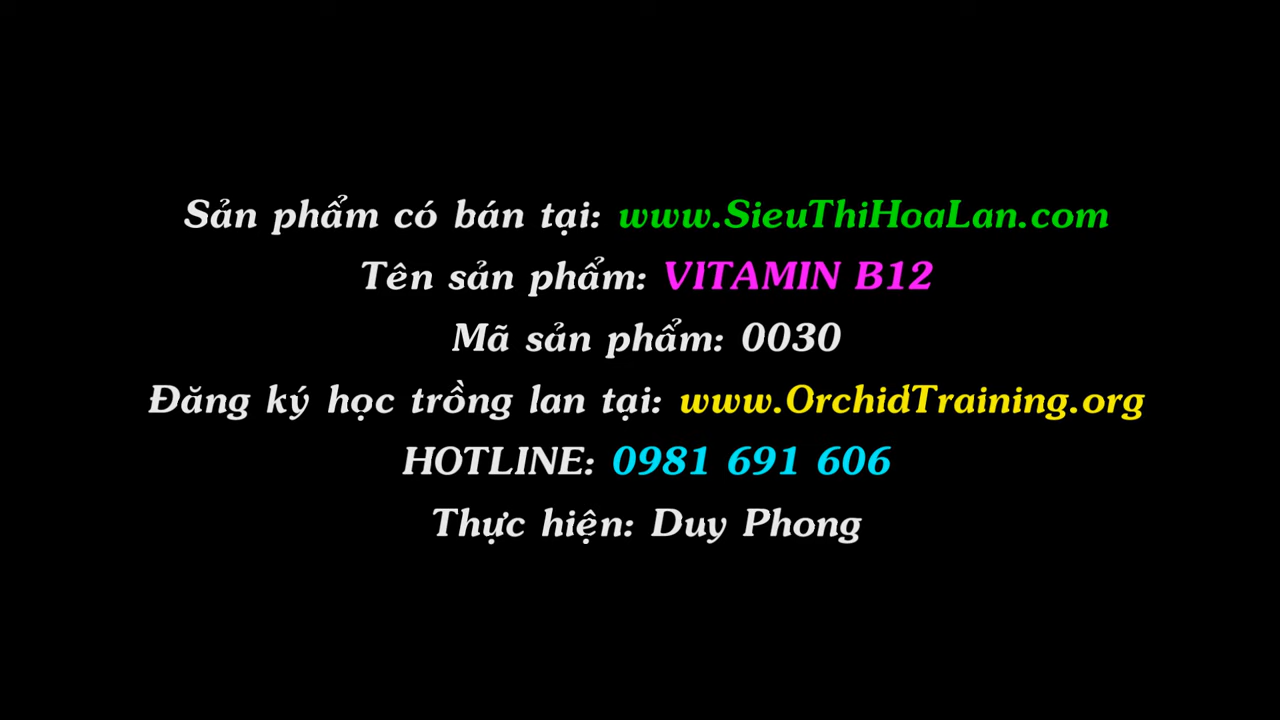 Sản phẩm có bán tại: www.SieuThiHoaLan.com
Tên sản phẩm: VITAMIN B12
Mã sản phẩm: 0030
Đăng ký học trồng lan tại: www.OrchidTraining.org
HOTLINE: 0981 691 606
Thực hiện: Duy Phong